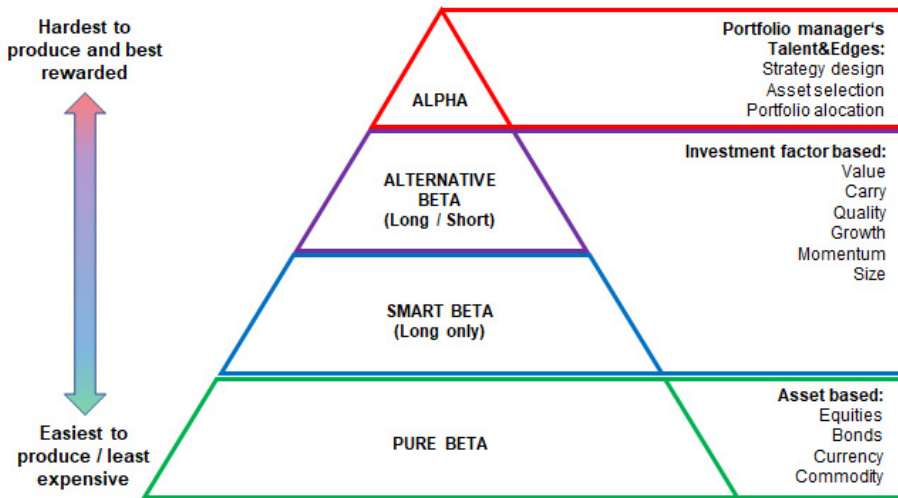 Hardest to
produce and best
rewarded
Easiest to
produce / least
expensive
ALPHA
ALTERNATIVE
BETA
(Long / Short)
SMART BETA
(Long only)
PURE BETA
Portfolio manager‘s
Talent&Edges:
Strategy design
Asset selection
Portfolio alocation
Investment factor based:
Value
Carry
Quality
Growth
Momentum
Size
Asset based:
Equities
Bonds
Currency
Commodity